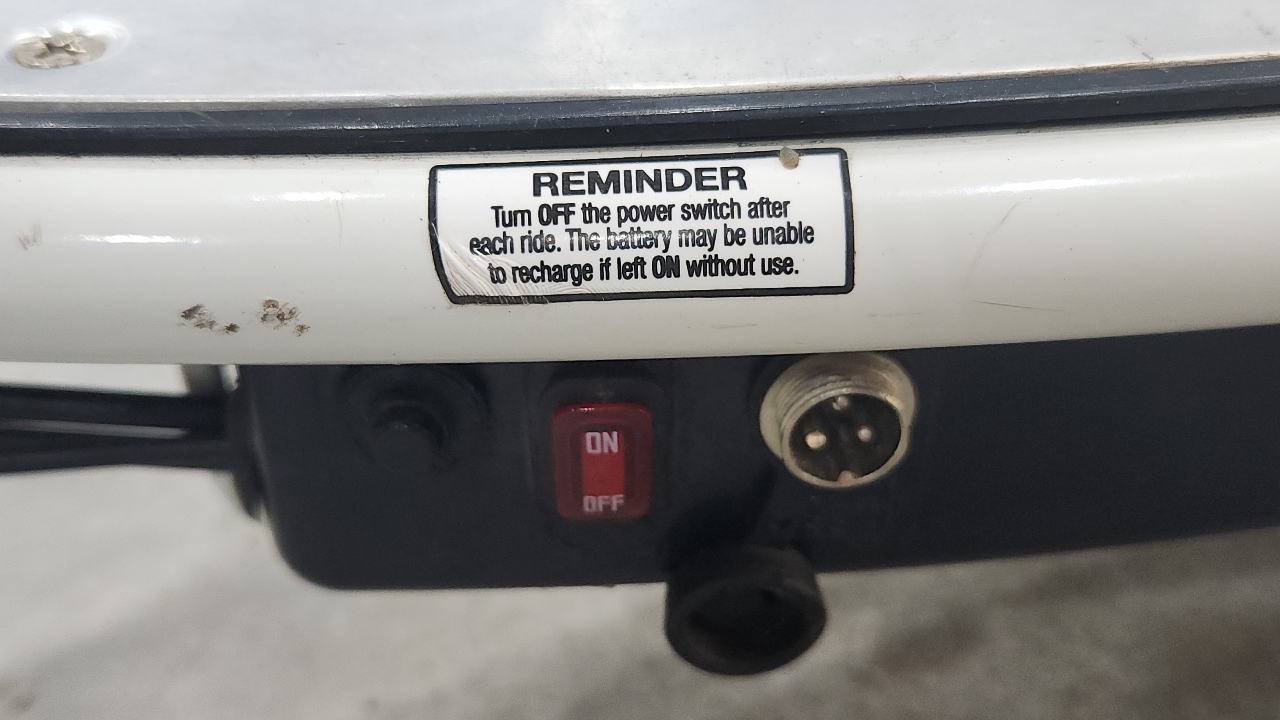 REMINDER
Turn OFF the power switch after
each ride. The battery may be unable
to recharge if left ON without use.
ON
OFF